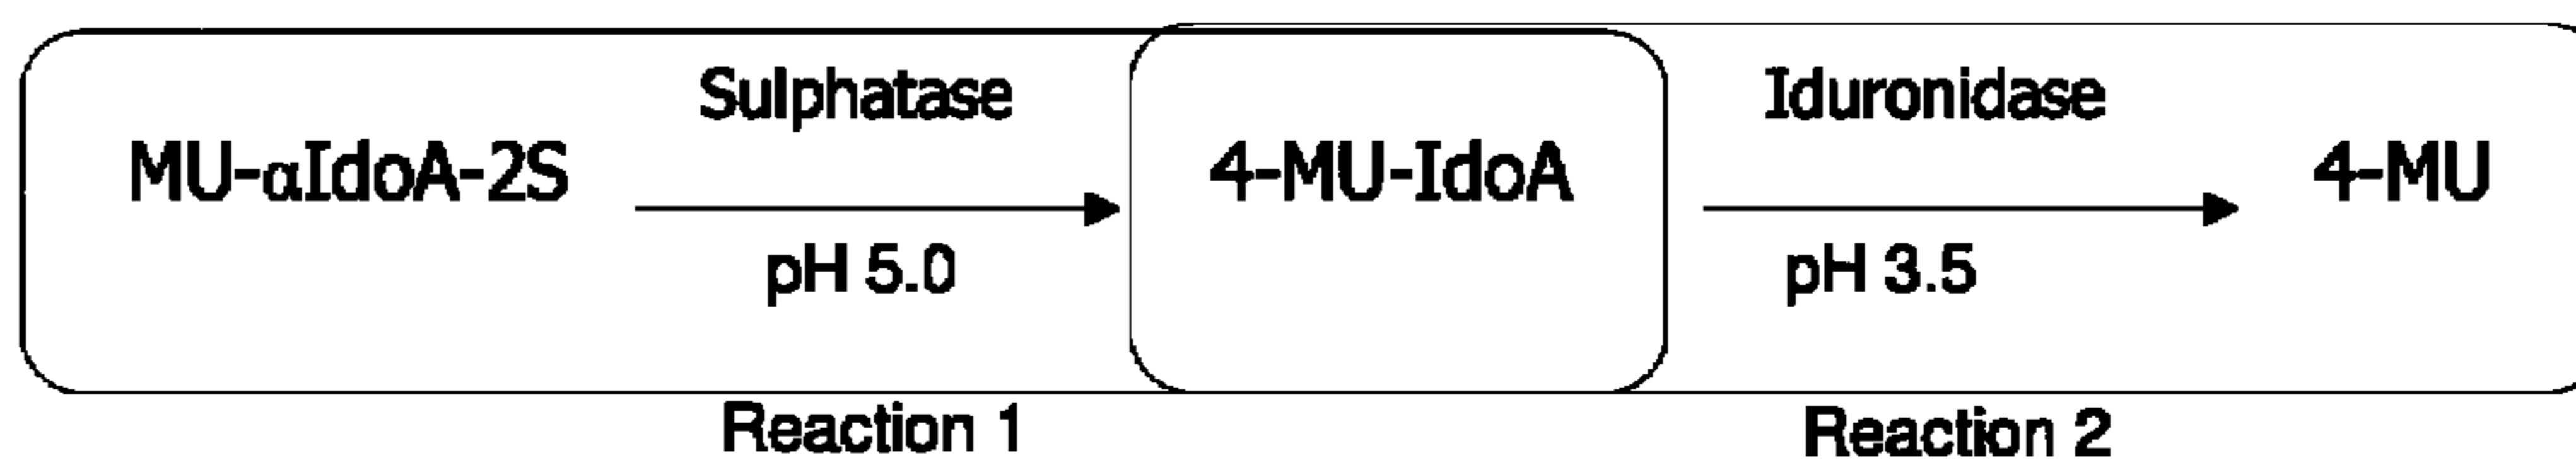 Sulphatase
Iduronidase
MU-αIdoA-2S
4-MU-IdoA
4-MU
pH 5.0
pH 3.5
Reaction 1
Reaction 2